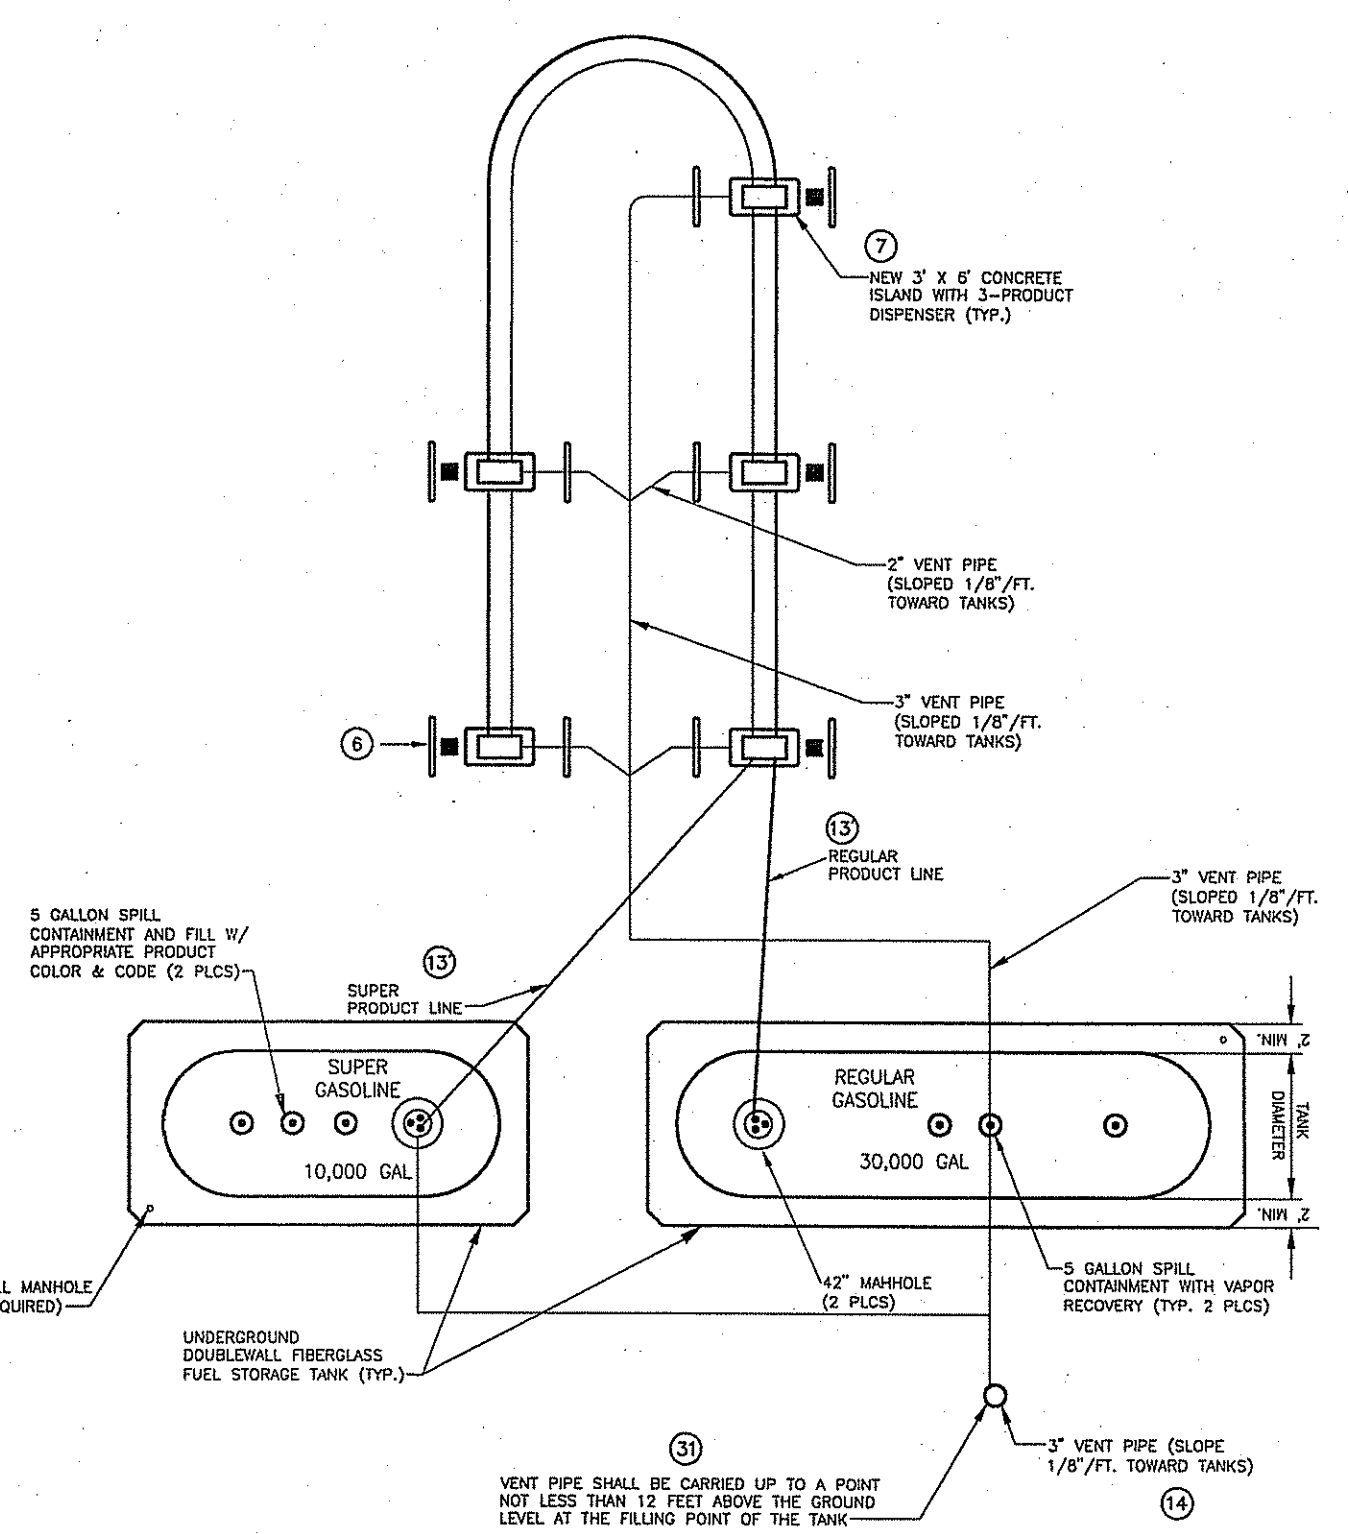 7
NEW 3' X 6' CONCRETE
ISLAND WITH 3-PRODUCT
DISPENSER (TYP.)
2" VENT PIPE
(SLOPED 1/8"/FT.
TOWARD TANKS)
3" VENT PIPE
(SLOPED 1/8"/FT.
TOWARD TANKS)
6
13'
REGULAR
PRODUCT LINE
3" VENT PIPE
(SLOPED 1/8"/FT.
TOWARD TANKS)
5 GALLON SPILL
CONTAINMENT AND FILL W/
APPROPRIATE PRODUCT
COLOR & CODE (2 PLCS)
13'
SUPER
PRODUCT LINE
SUPER
GASOLINE
10,000 GAL
REGULAR
GASOLINE
30,000 GAL
2' MIN.
TANK
DIAMETER
2' MIN.
LL MANHOLE
QUIRED)
42" MAHHOLE
(2 PLCS)
5 GALLON SPILL
CONTAINMENT WITH VAPOR
RECOVERY (TYP. 2 PLCS)
UNDERGROUND
DOUBLEWALL FIBERGLASS
FUEL STORAGE TANK (TYP.)
31
VENT PIPE SHALL BE CARRIED UP TO A POINT
NOT LESS THAN 12 FEET ABOVE THE GROUND
LEVEL AT THE FILLING POINT OF THE TANK
3" VENT PIPE (SLOPE
1/8"/FT. TOWARD TANKS)
14